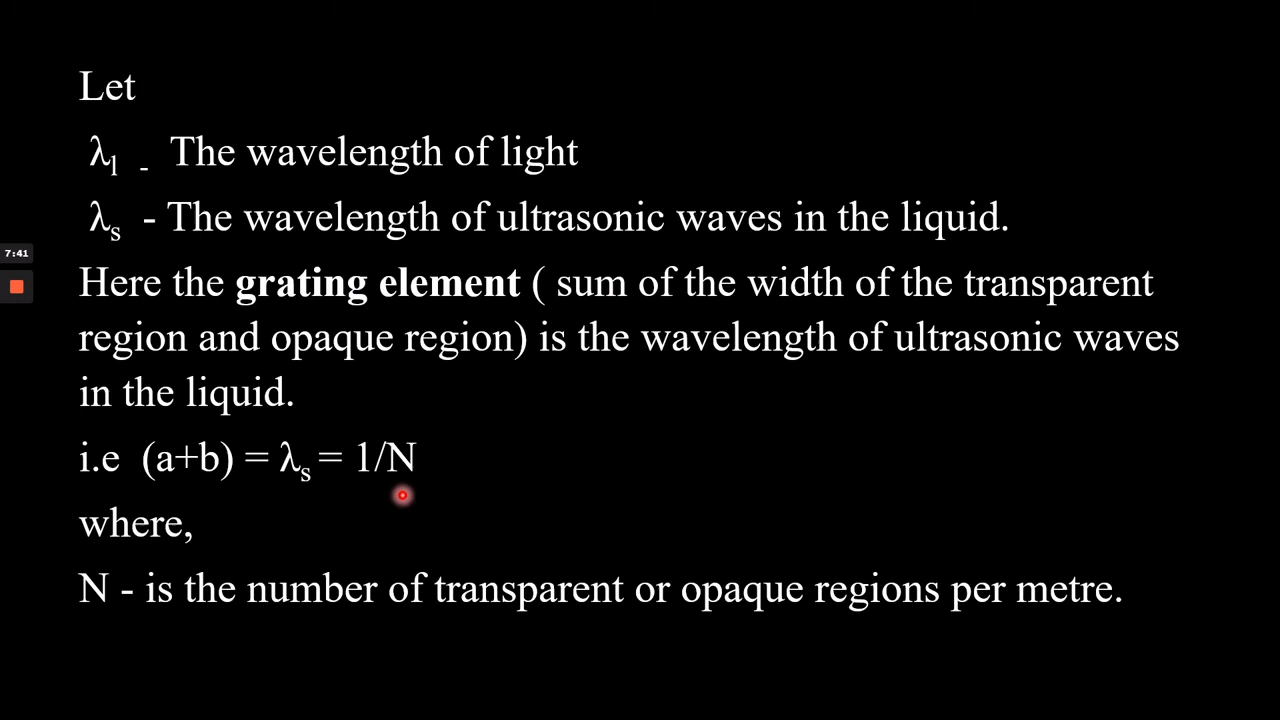 Let
λl - The wavelength of light
λs - The wavelength of ultrasonic waves in the liquid.
7:41
Here the grating element ( sum of the width of the transparent
region and opaque region) is the wavelength of ultrasonic waves
in the liquid.
i.e (a+b) = λs = 1/N
where,
N - is the number of transparent or opaque regions per metre.